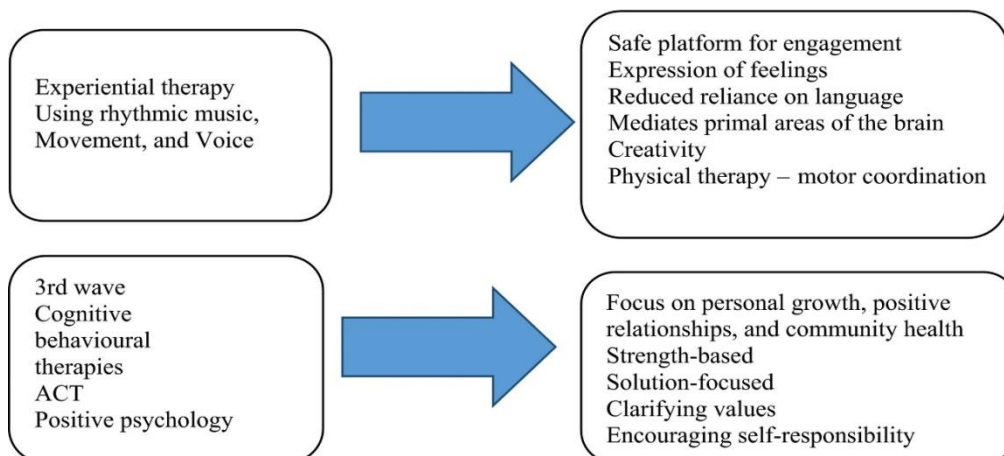 Experiential therapy
Using rhythmic music,
Movement, and Voice
Safe platform for engagement
Expression of feelings
Reduced reliance on language
Mediates primal areas of the brain
Creativity
Physical therapy – motor coordination
3rd wave
Cognitive
behavioural
therapies
ACT
Positive psychology
Focus on personal growth, positive
relationships, and community health
Strength-based
Solution-focused
Clarifying values
Encouraging self-responsibility